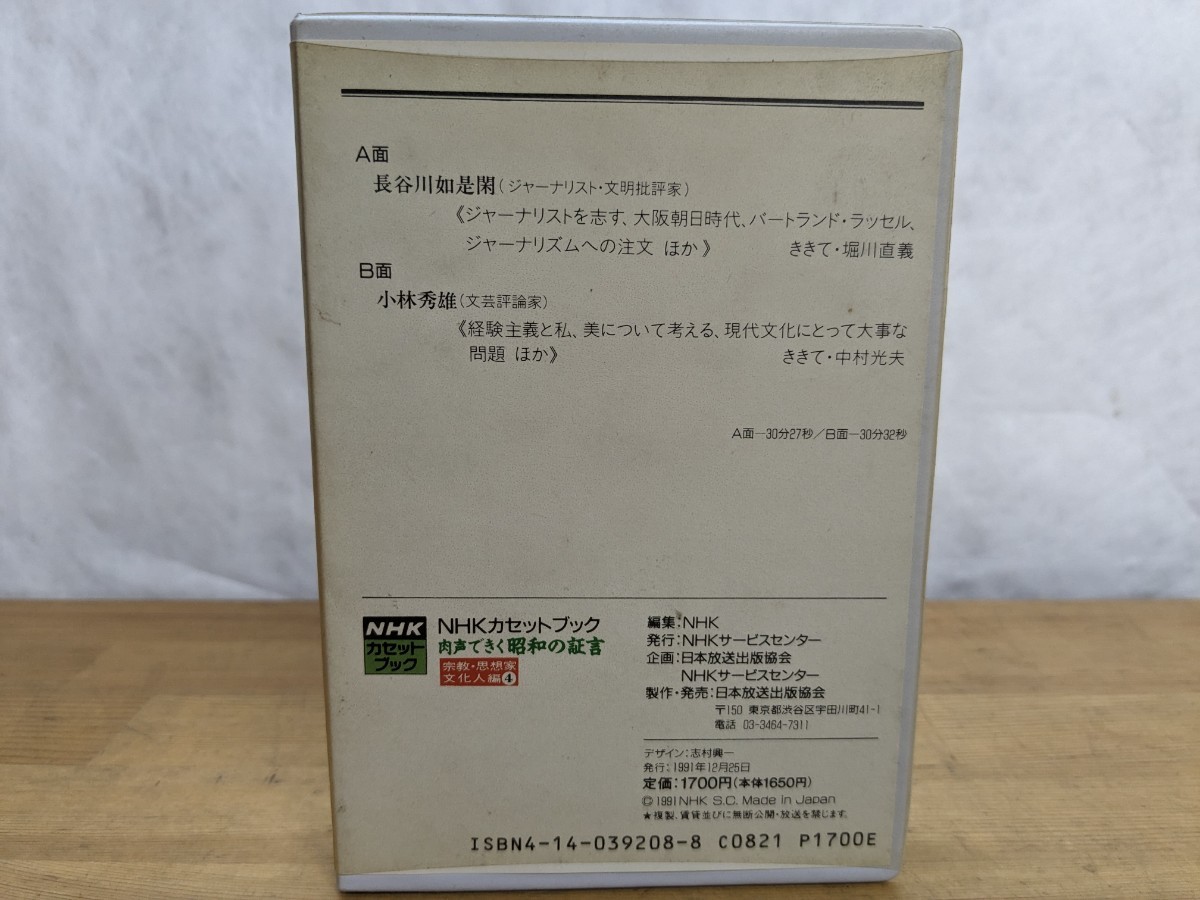 A面
長谷川如是閑(ジャーナリスト・文明批評家)
《ジャーナリストを志す、大阪朝日時代、バートランド・ラッセル、
ジャーナリズムへの注文 ほか》 ききて・堀川直義
B面
小林秀雄(文芸評論家)
《経験主義と私、美について考える、現代文化にとって大事な
問題 ほか》 ききて・中村光夫
A面—30分27秒/B面—30分32秒
NHK
カセット
ブック
NHKカセットブック
肉声できく昭和の証言
宗教・思想家
文化人編4
編集:NHK
発行:NHKサービスセンター
企画:日本放送出版協会
NHKサービスセンター
製作・発売:日本放送出版協会
〒150 東京都渋谷区宇田川町41-1
電話 03-3464-7311
デザイン:志村興一
発行:1991年12月25日
定価:1700円(本体1650円)
© 1991 NHK S.C. Made in Japan
★複製、賃貸並びに無断公開・放送を禁じます。
ISBN4-14-039208-8 C0821 P1700E